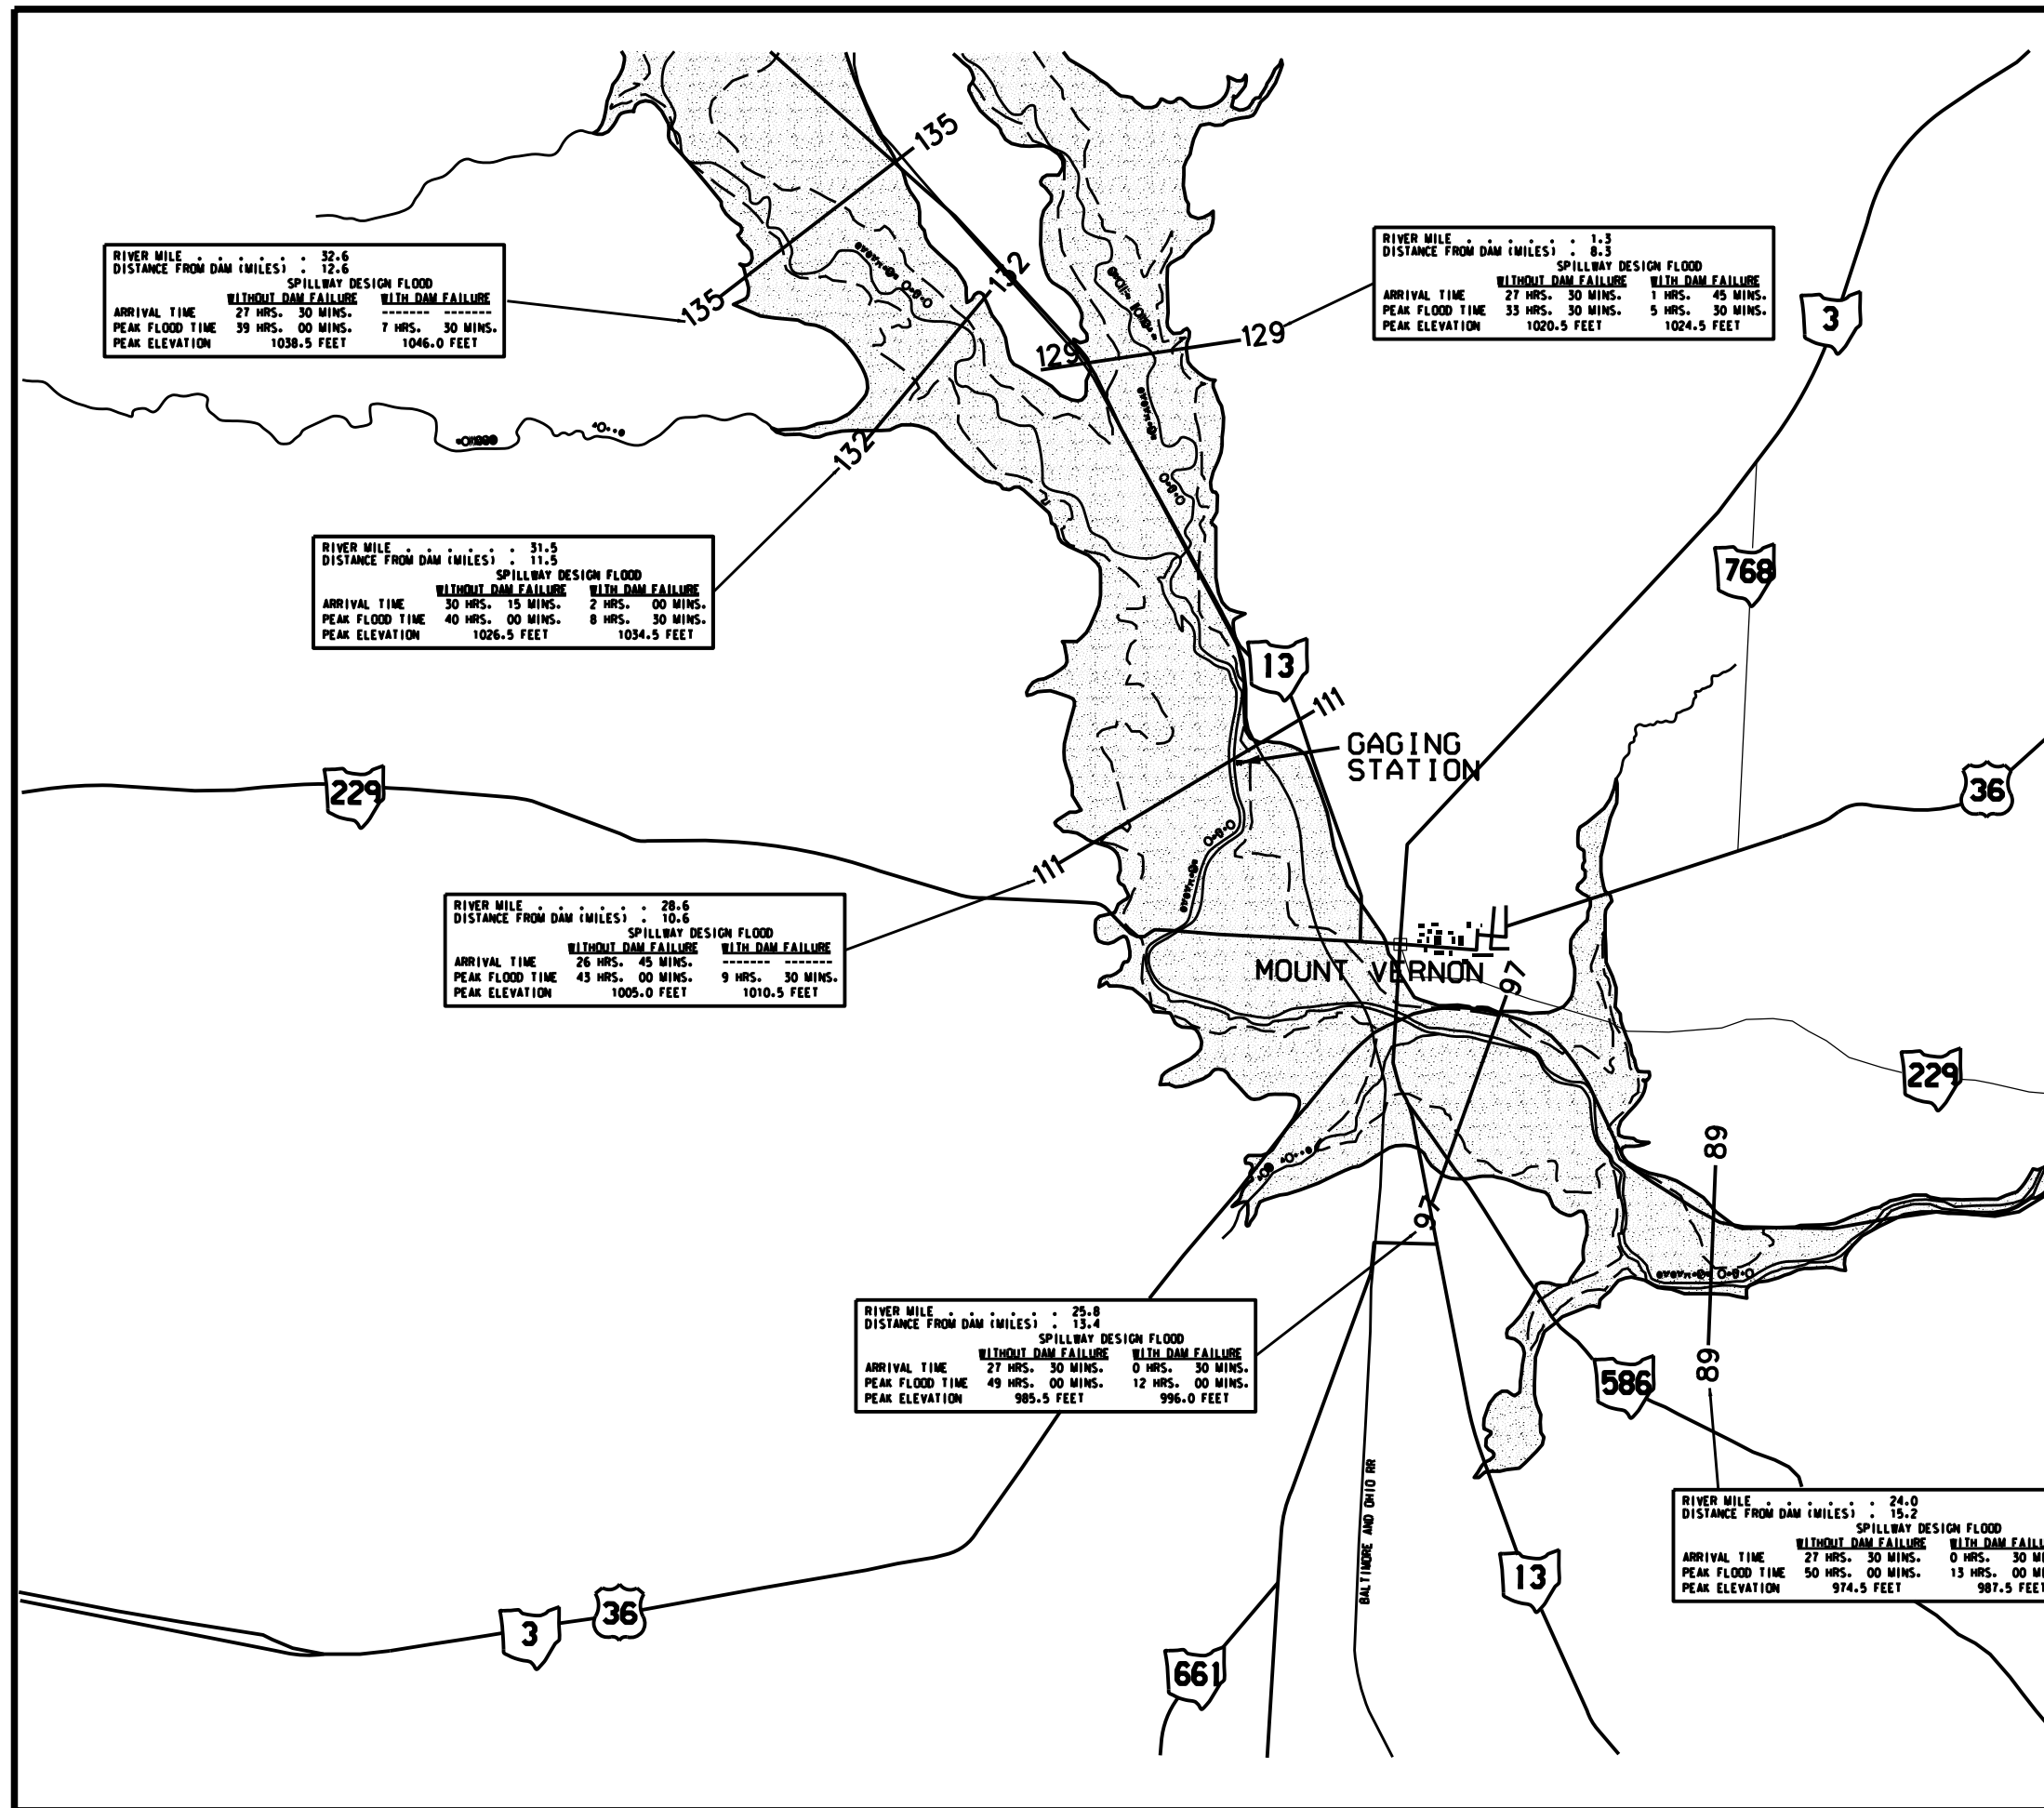 135
RIVER MILE . . . . . . 1.3
DISTANCE FROM DAM (MILES) . 8.3
SPILLWAY DESIGN FLOOD
WITHOUT DAM FAILURE WITH DAM FAILURE
ARRIVAL TIME 27 HRS. 30 MINS. 1 HRS. 45 MINS.
PEAK FLOOD TIME 33 HRS. 30 MINS. 5 HRS. 30 MINS.
PEAK ELEVATION 1020.5 FEET 1024.5 FEET
RIVER MILE . . . . . . 32.6
DISTANCE FROM DAM (MILES) . 12.6
SPILLWAY DESIGN FLOOD
WITHOUT DAM FAILURE WITH DAM FAILURE
ARRIVAL TIME 27 HRS. 30 MINS. ------- -------
PEAK FLOOD TIME 39 HRS. 00 MINS. 7 HRS. 30 MINS.
PEAK ELEVATION 1038.5 FEET 1046.0 FEET
132
135
3
129
129
132
RIVER MILE . . . . . . 31.5
DISTANCE FROM DAM (MILES) . 11.5
SPILLWAY DESIGN FLOOD
WITHOUT DAM FAILURE WITH DAM FAILURE
ARRIVAL TIME 30 HRS. 15 MINS. 2 HRS. 00 MINS.
PEAK FLOOD TIME 40 HRS. 00 MINS. 8 HRS. 30 MINS.
PEAK ELEVATION 1026.5 FEET 1034.5 FEET
768
13
111
GAGING
STATION
229
36
111
RIVER MILE . . . . . . 28.6
DISTANCE FROM DAM (MILES) . 10.6
SPILLWAY DESIGN FLOOD
WITHOUT DAM FAILURE WITH DAM FAILURE
ARRIVAL TIME 26 HRS. 45 MINS. ------- -------
PEAK FLOOD TIME 43 HRS. 00 MINS. 9 HRS. 30 MINS.
PEAK ELEVATION 1005.0 FEET 1010.5 FEET
MOUNT VERNON
97
229
89
97
RIVER MILE . . . . . . 25.8
DISTANCE FROM DAM (MILES) . 13.4
SPILLWAY DESIGN FLOOD
WITHOUT DAM FAILURE WITH DAM FAILURE
ARRIVAL TIME 27 HRS. 30 MINS. 0 HRS. 30 MINS.
PEAK FLOOD TIME 49 HRS. 00 MINS. 12 HRS. 00 MINS.
PEAK ELEVATION 985.5 FEET 996.0 FEET
89
586
BALTIMORE AND OHIO RR
RIVER MILE . . . . . . 24.0
DISTANCE FROM DAM (MILES) . 15.2
SPILLWAY DESIGN FLOOD
WITHOUT DAM FAILURE WITH DAM FAILU
ARRIVAL TIME 27 HRS. 30 MINS. 0 HRS. 30 MI
PEAK FLOOD TIME 50 HRS. 00 MINS. 13 HRS. 00 MI
PEAK ELEVATION 974.5 FEET 987.5 FEET
13
3
36
661